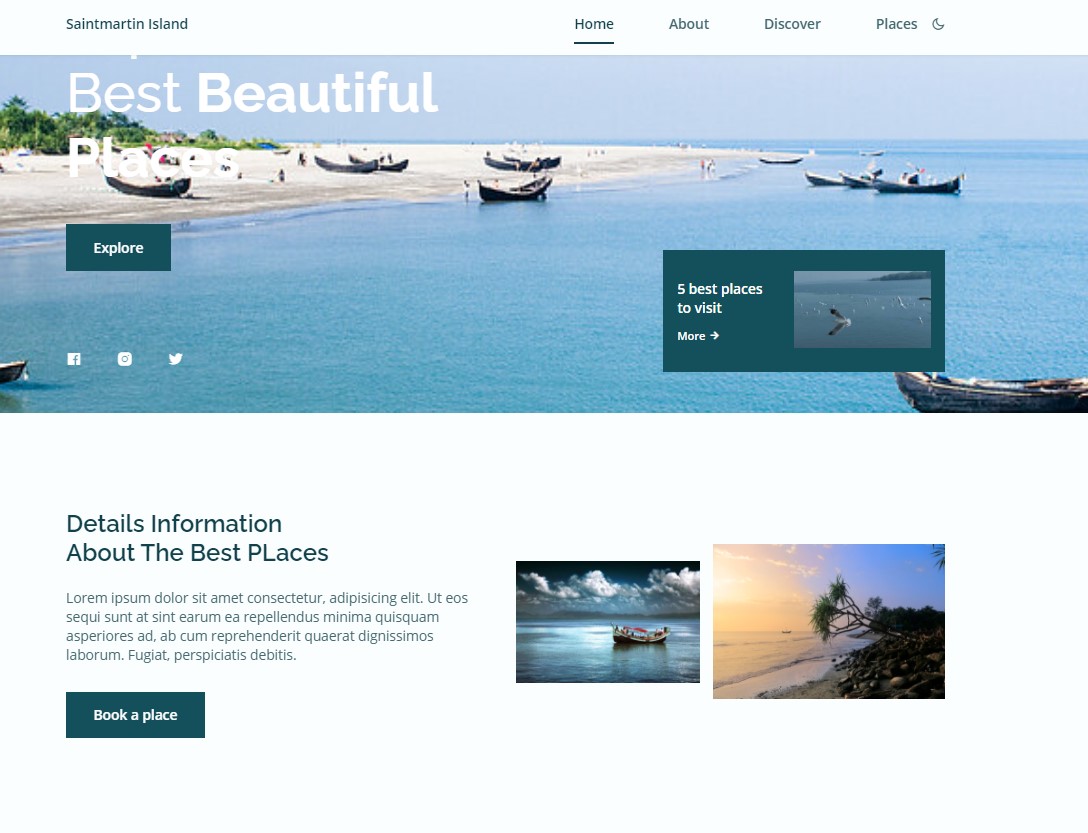 Saintmartin Island
Home About Discover Places
Best Beautiful
Places
Explore
5 best places
to visit
More →
Details Information
About The Best PLaces
Lorem ipsum dolor sit amet consectetur, adipisicing elit. Ut eos
sequi sunt at sint earum ea repellendus minima quisquam
asperiores ad, ab cum reprehenderit quaerat dignissimos
laborum. Fugiat, perspiciatis debitis.
Book a place